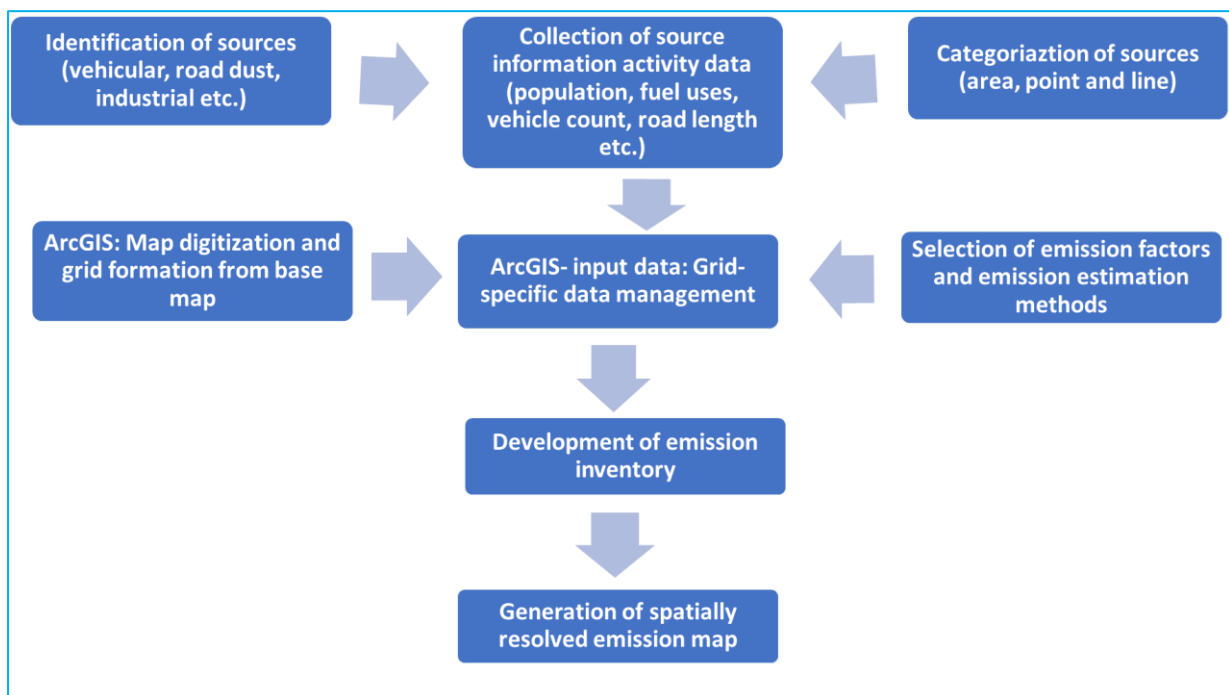 Identification of sources
(vehicular, road dust,
industrial etc.)
Collection of source
information activity data
(population, fuel uses,
vehicle count, road length
etc.)
Categoriaztion of sources
(area, point and line)
ArcGIS: Map digitization and
grid formation from base
map
ArcGIS- input data: Grid-
specific data management
Selection of emission factors
and emission estimation
methods
Development of emission
inventory
Generation of spatially
resolved emission map